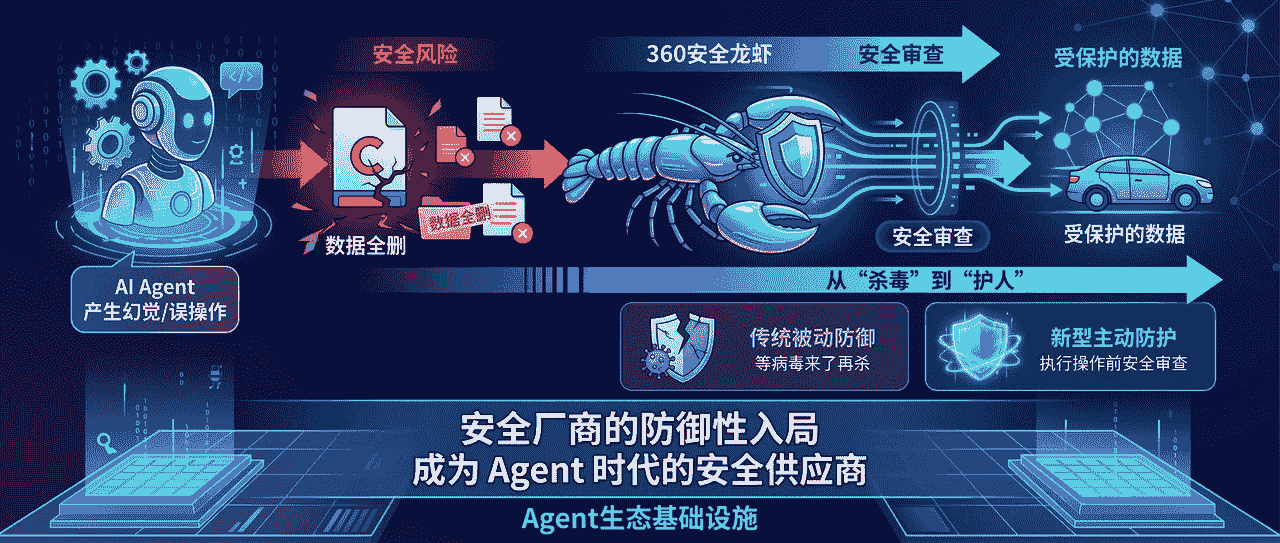 安全风险
360安全龙虾
安全审查
受保护的数据
</>
C
数据全删
数据全删
安全审查
受保护的数据
AI Agent
产生幻觉/误操作
从“杀毒”到“护人”
传统被动防御
等病毒来了再杀
新型主动防护
执行操作前安全审查
安全厂商的防御性入局
成为 Agent 时代的安全供应商
Agent生态基础设施